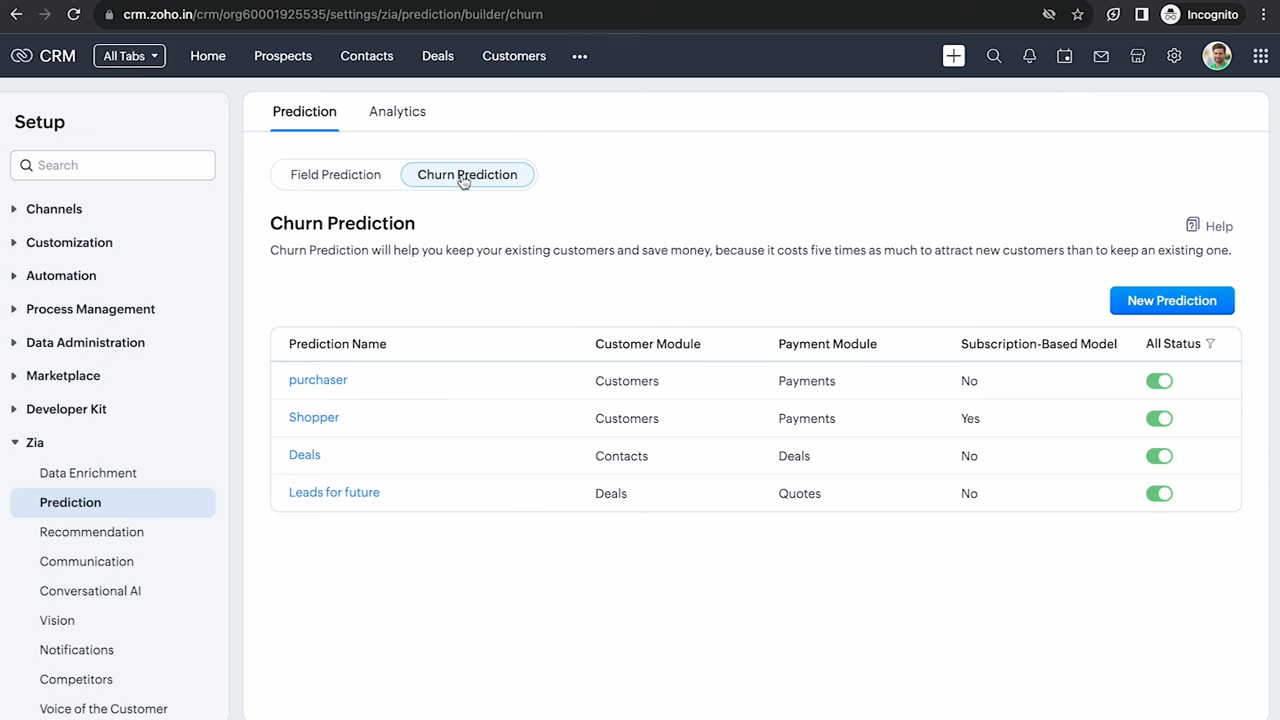 crm.zoho.in/crm/org60001925535/settings/zia/prediction/builder/churn
Incognito
CRM
All Tabs
Home
Prospects
Contacts
Deals
Customers
Setup
Search
Channels
Customization
Automation
Process Management
Data Administration
Marketplace
Developer Kit
Zia
Data Enrichment
Prediction
Recommendation
Communication
Conversational AI
Vision
Notifications
Competitors
Voice of the Customer
Prediction Analytics
Field Prediction Churn Prediction
Churn Prediction
Help
Churn Prediction will help you keep your existing customers and save money, because it costs five times as much to attract new customers than to keep an existing one.
New Prediction
Prediction Name Customer Module Payment Module Subscription-Based Model All Status
purchaser Customers Payments No
Shopper Customers Payments Yes
Deals Contacts Deals No
Leads for future Deals Quotes No